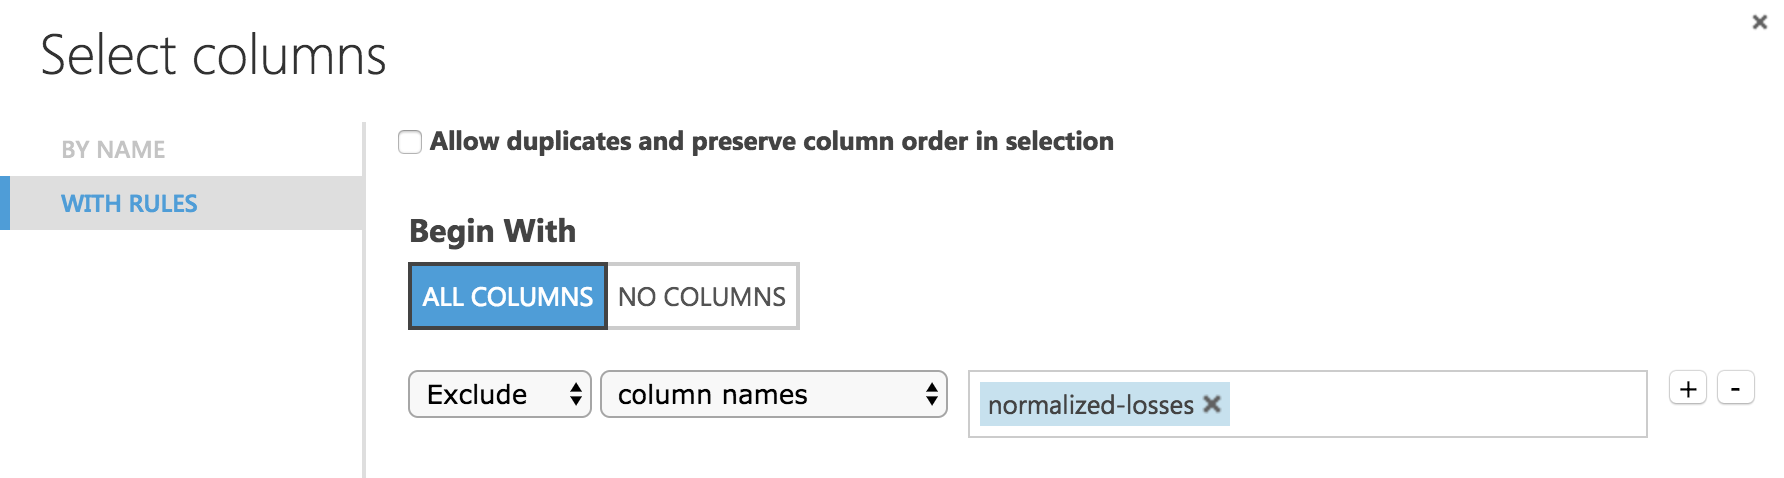 Select columns
BY NAME
WITH RULES
Allow duplicates and preserve column order in selection
Begin With
ALL COLUMNS NO COLUMNS
Exclude column names normalized-losses × + -